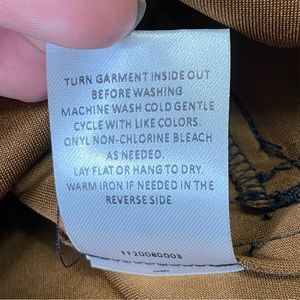 TURN GARMENT INSIDE OUT
BEFORE WASHING
MACHINE WASH COLD GENTLE
CYCLE WITH LIKE COLORS.
ONYL NON-CHLORINE BLEACH
AS NEEDED.
LAY FLAT OR HANG TO DRY.
WARM IRON IF NEEDED IN THE
REVERSE SIDE
FF20080003